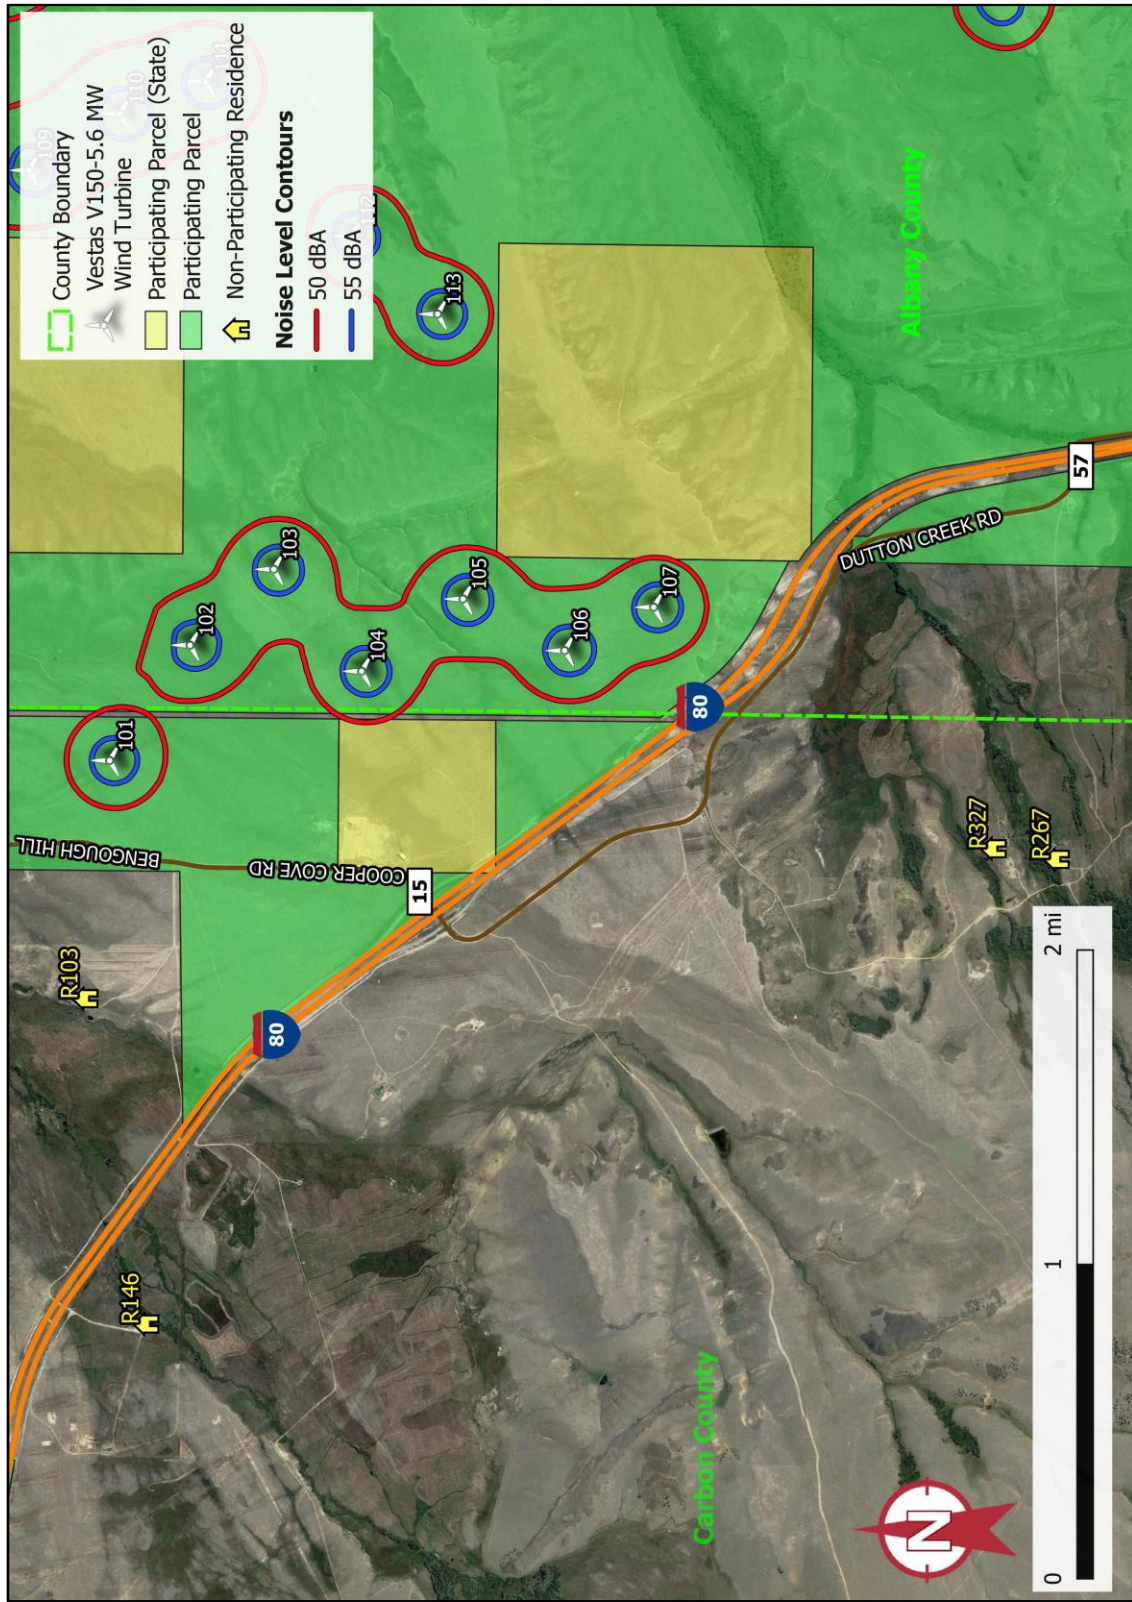 County Boundary
Vestas V150-5.6 MW
Wind Turbine
Participating Parcel (State)
Participating Parcel
Non-Participating Residence
Noise Level Contours
50 dBA
55 dBA
109
110
111
112
113
101
102
103
104
105
106
107
BENGOUGH HILL
COOPER COVE RD
15
80
80
DUTTON CREEK RD
57
R103
R146
R327
R267
Albany County
Carbon County
N
0
1
2 mi